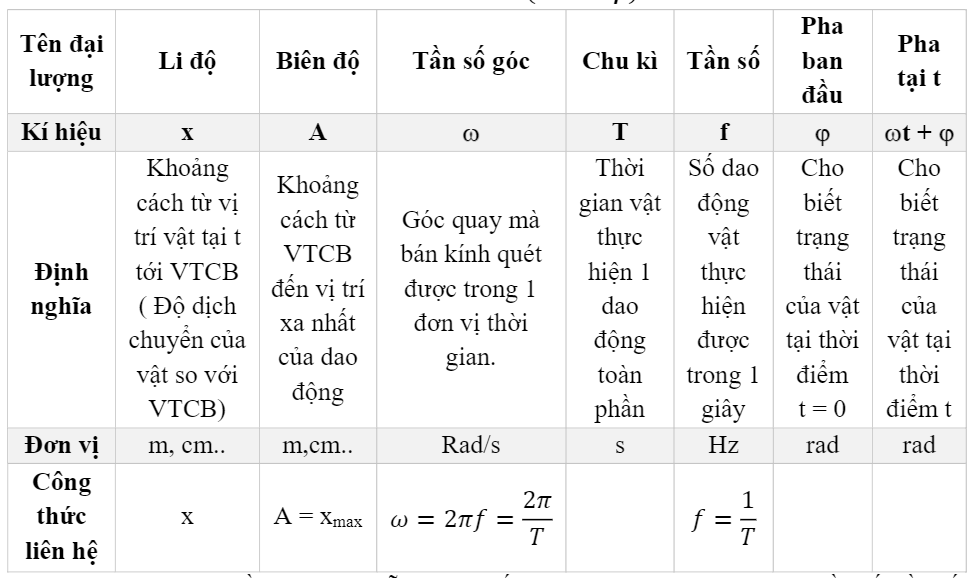 Tên đại lượng | Li độ | Biên độ | Tần số góc | Chu kì | Tần số | Pha ban đầu | Pha tại t
Kí hiệu | x | A | ω | T | f | φ | ωt + φ
Định nghĩa | Khoảng cách từ vị trí vật tại t tới VTCB ( Độ dịch chuyển của vật so với VTCB) | Khoảng cách từ VTCB đến vị trí xa nhất của dao động | Góc quay mà bán kính quét được trong 1 đơn vị thời gian. | Thời gian vật thực hiện 1 dao động toàn phần | Số dao động vật thực hiện được trong 1 giây | Cho biết trạng thái của vật tại thời điểm t = 0 | Cho biết trạng thái của vật tại thời điểm t
Đơn vị | m, cm.. | m,cm.. | Rad/s | s | Hz | rad | rad
Công thức liên hệ | x | A = x_max | ω = 2πf = 2π/T | | f = 1/T | |